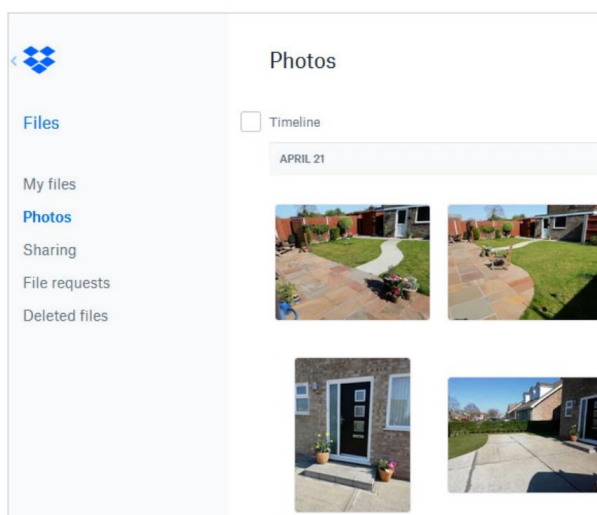 Photos
Files
Timeline
APRIL 21
My files
Photos
Sharing
File requests
Deleted files